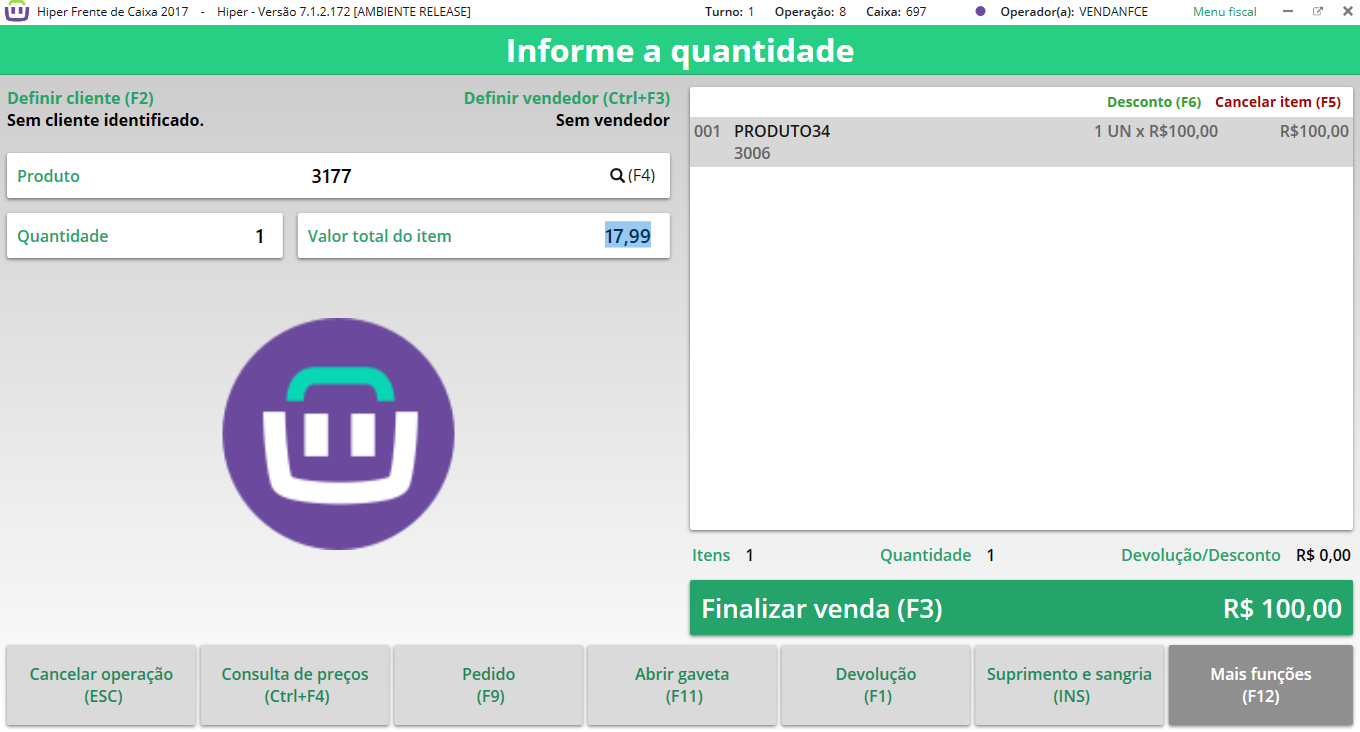 Hiper Frente de Caixa 2017 - Hiper - Versão 7.1.2.172 [AMBIENTE RELEASE] Turno: 1 Operação: 8 Caixa: 697 Operador(a): VENDANFCE Menu fiscal
Informe a quantidade
Definir cliente (F2) Definir vendedor (Ctrl+F3)
Sem cliente identificado. Sem vendedor
Produto 3177 (F4)
Quantidade 1 Valor total do item 17,99
Desconto (F6) Cancelar item (F5)
001 PRODUTO34 1 UN x R$100,00 R$100,00
3006
Itens 1 Quantidade 1 Devolução/Desconto R$ 0,00
Finalizar venda (F3) R$ 100,00
Cancelar operação
(ESC)
Consulta de preços
(Ctrl+F4)
Pedido
(F9)
Abrir gaveta
(F11)
Devolução
(F1)
Suprimento e sangria
(INS)
Mais funções
(F12)